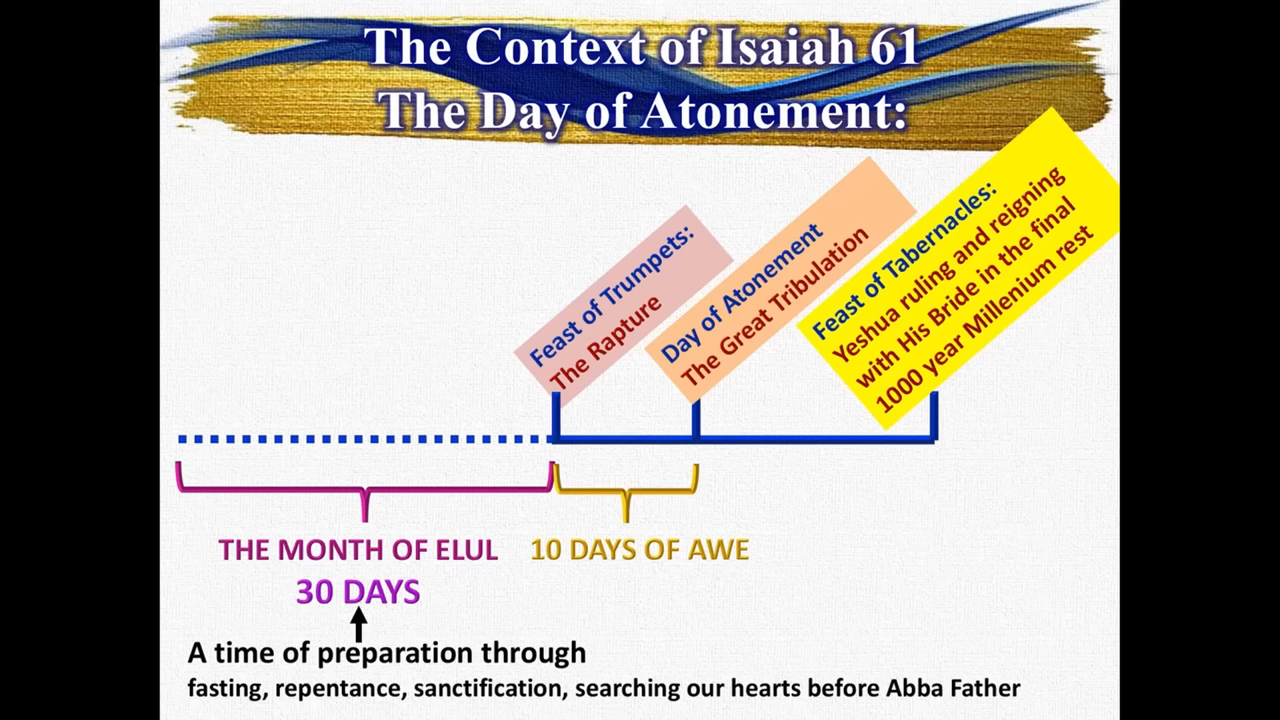 The Context of Isaiah 61
The Day of Atonement:
Feast of Trumpets:
The Rapture
Day of Atonement
The Great Tribulation
Feast of Tabernacles:
Yeshua ruling and reigning
with His Bride in the final
1000 year Millenium rest
THE MONTH OF ELUL
30 DAYS
10 DAYS OF AWE
A time of preparation through
fasting, repentance, sanctification, searching our hearts before Abba Father